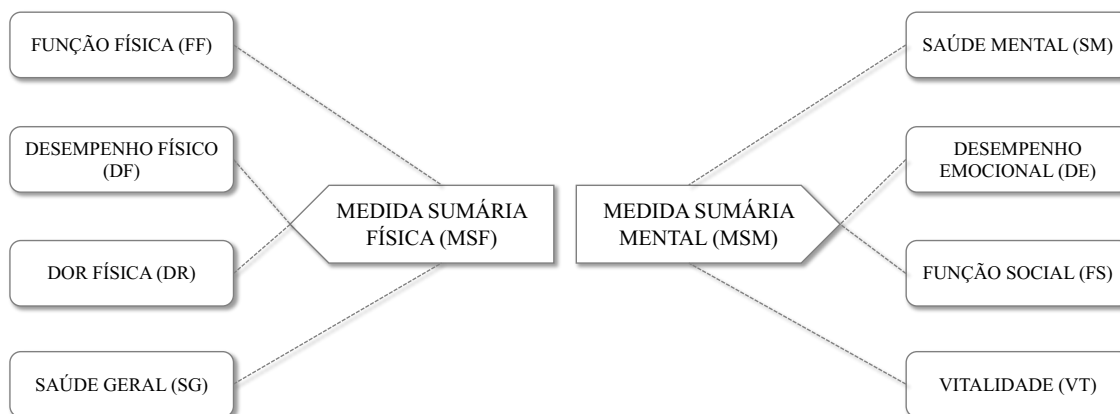 FUNÇÃO FÍSICA (FF)
DESEMPENHO FÍSICO
(DF)
DOR FÍSICA (DR)
SAÚDE GERAL (SG)
MEDIDA SUMÁRIA
FÍSICA (MSF)
MEDIDA SUMÁRIA
MENTAL (MSM)
SAÚDE MENTAL (SM)
DESEMPENHO
EMOCIONAL (DE)
FUNÇÃO SOCIAL (FS)
VITALIDADE (VT)